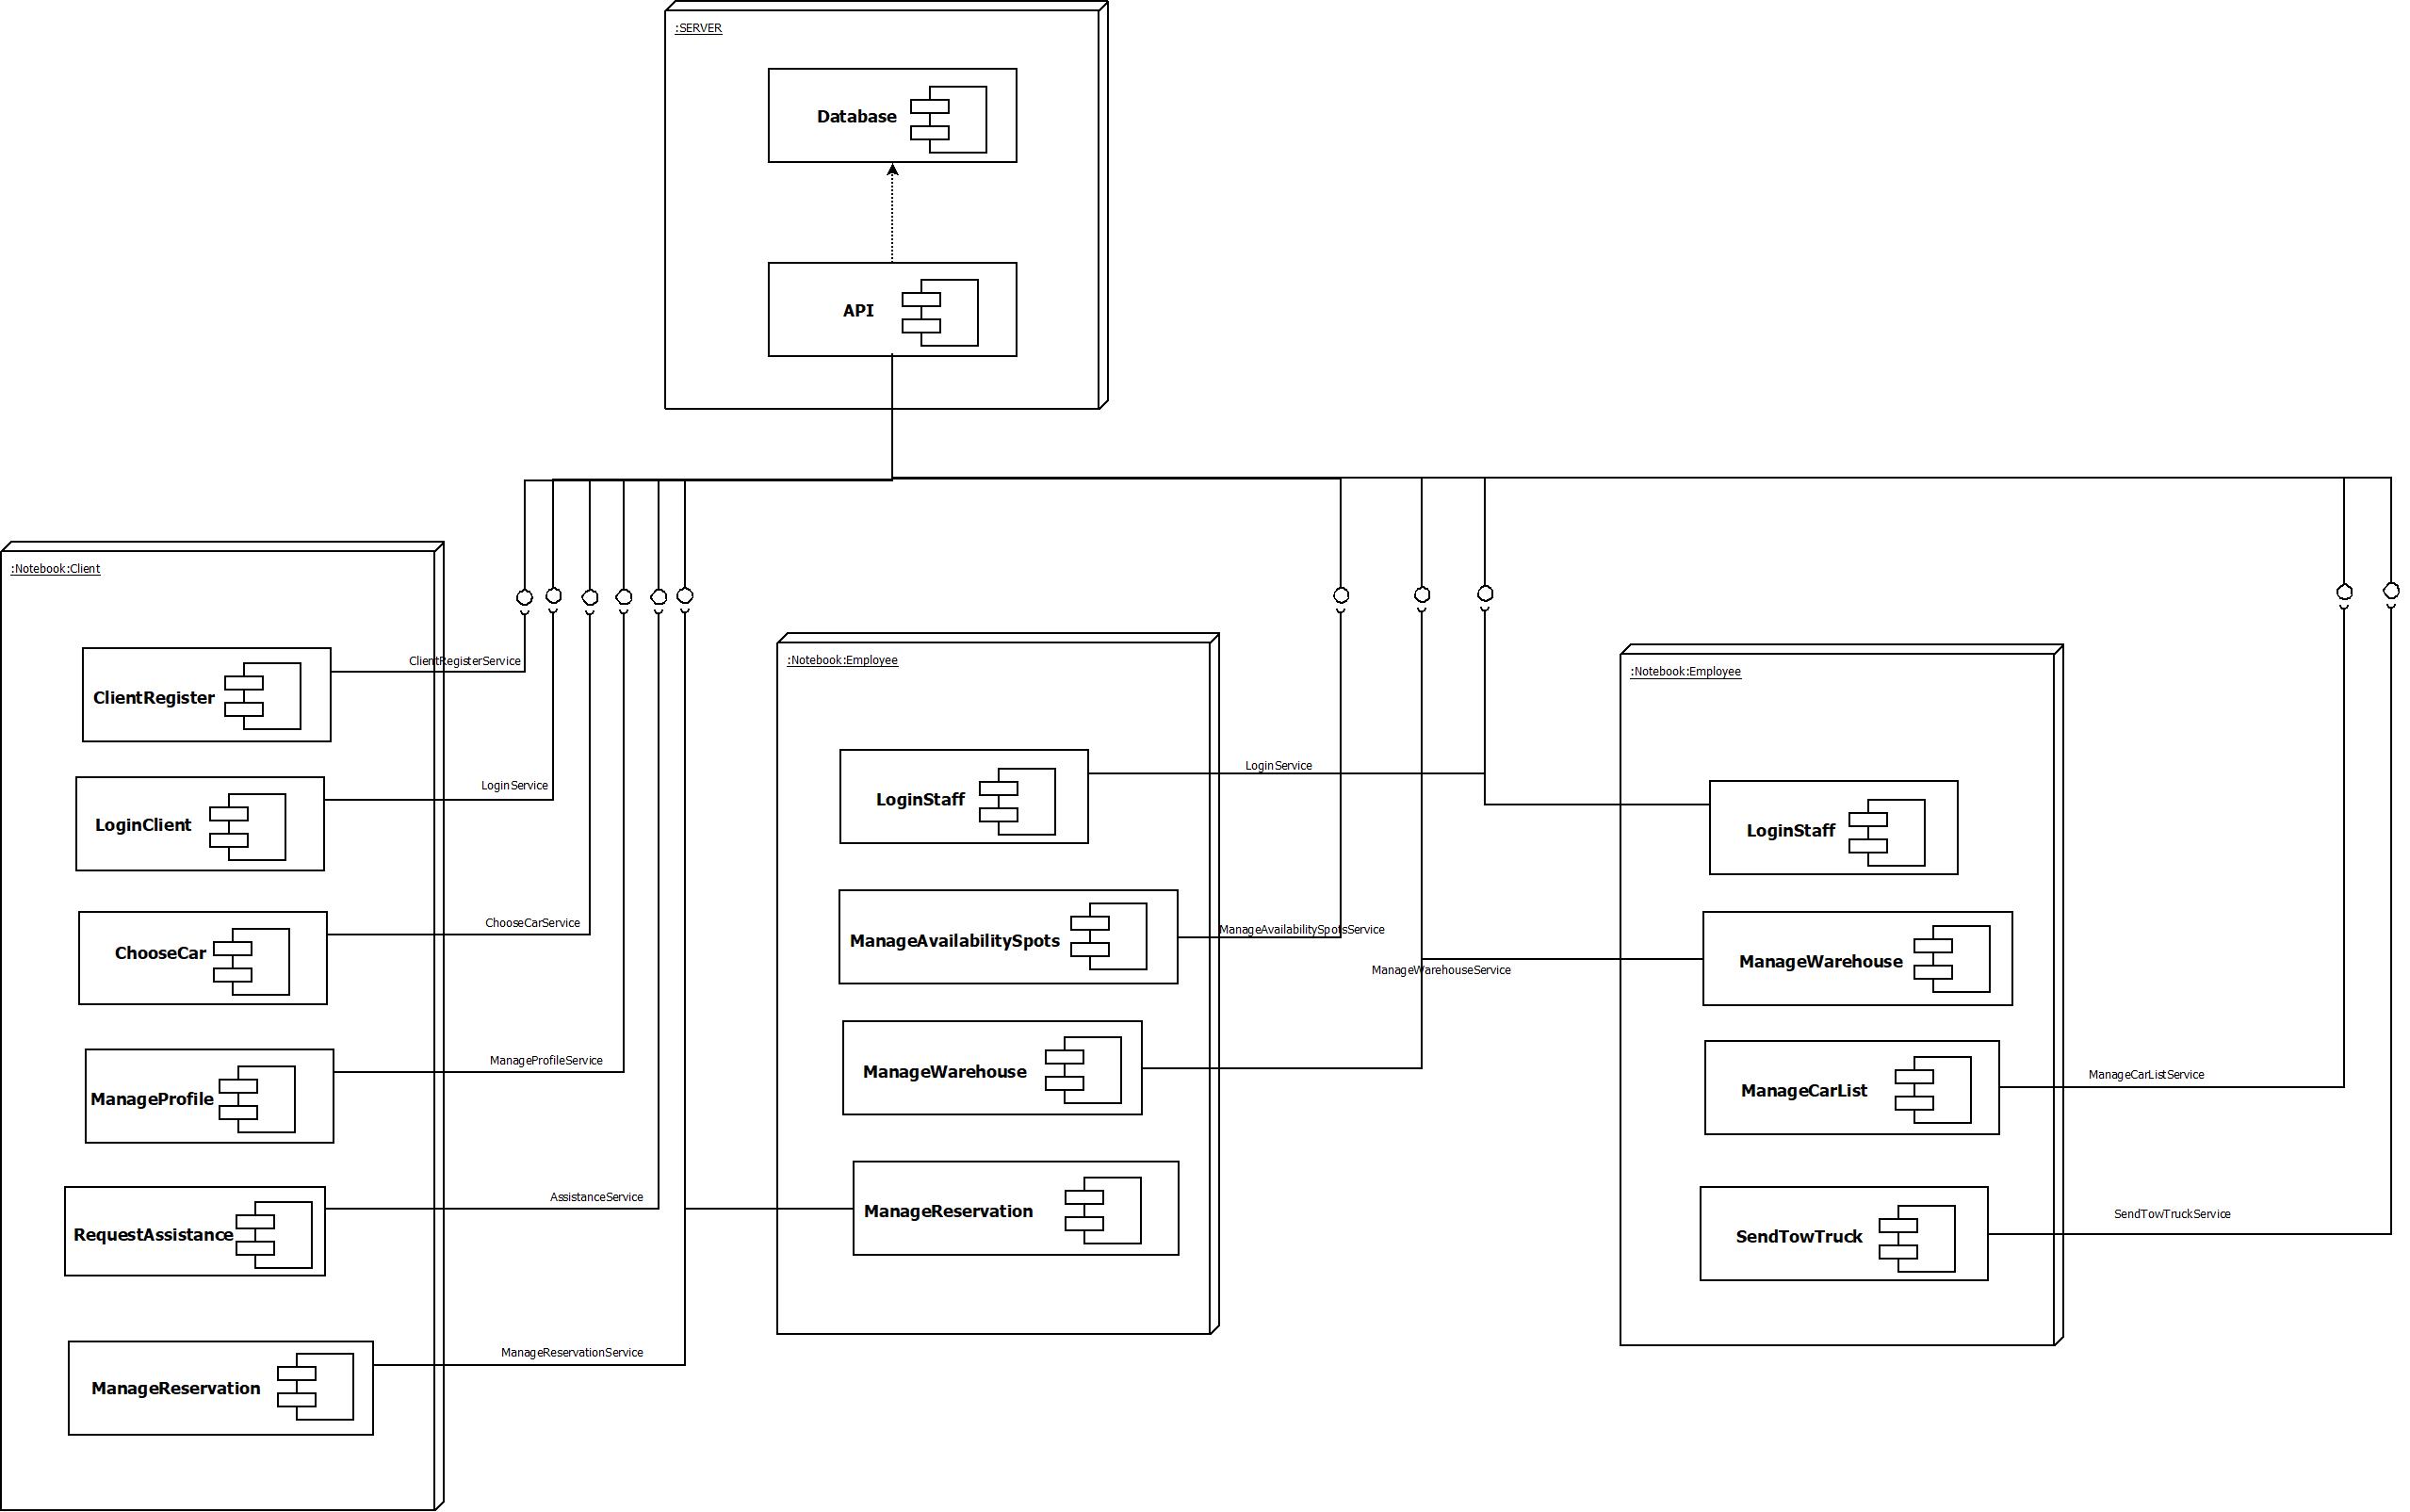 :SERVER
Database
API
:Notebook:Client
ClientRegisterService
ClientRegister
LoginService
LoginClient
ChooseCarService
ChooseCar
ManageProfileService
ManageProfile
AssistanceService
RequestAssistance
ManageReservationService
ManageReservation
:Notebook:Employee
LoginService
LoginStaff
ManageAvailabilitySpotsService
ManageAvailabilitySpots
ManageWarehouseService
ManageWarehouse
ManageReservation
:Notebook:Employee
LoginStaff
ManageWarehouse
ManageCarListService
ManageCarList
SendTowTruckService
SendTowTruck